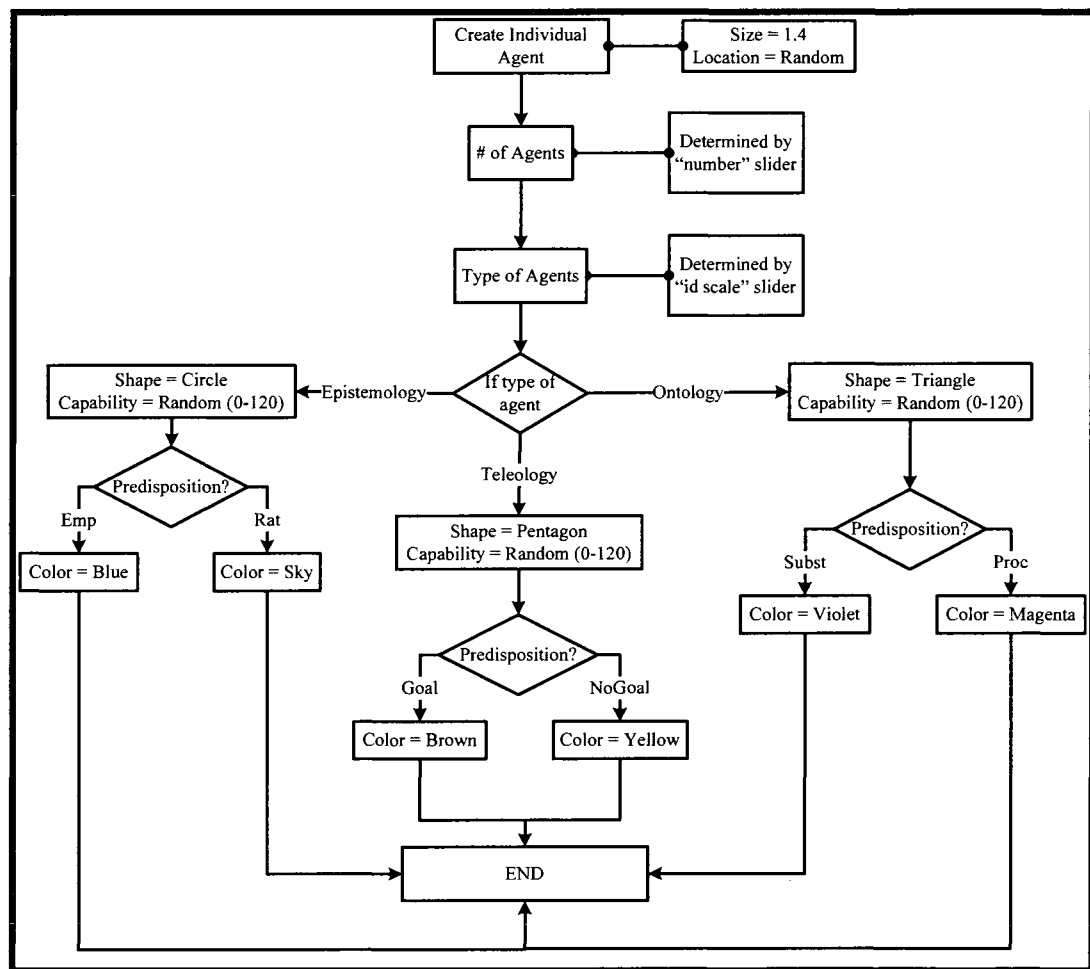 Create Individual
Agent
Size = 1.4
Location = Random
# of Agents
Determined by
“number” slider
Type of Agents
Determined by
“id scale” slider
If type of
agent
Epistemology
Ontology
Teleology
Shape = Circle
Capability = Random (0-120)
Shape = Triangle
Capability = Random (0-120)
Predisposition?
Emp
Rat
Color = Blue
Color = Sky
Shape = Pentagon
Capability = Random (0-120)
Predisposition?
Subst
Proc
Color = Violet
Color = Magenta
Predisposition?
Goal
NoGoal
Color = Brown
Color = Yellow
END